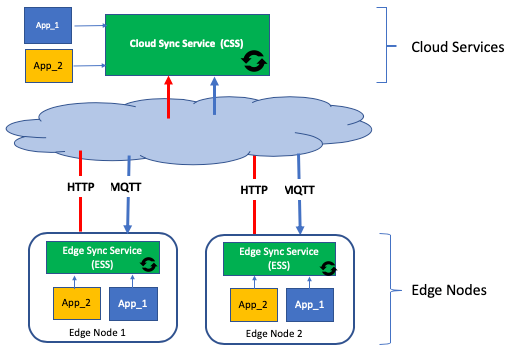 App_1
Cloud Sync Service (CSS)
App_2
Cloud Services
HTTP
MQTT
HTTP
MQTT
Edge Sync Service
(ESS)
Edge Sync Service
(ESS)
App_2
App_1
App_2
App_1
Edge Nodes
Edge Node 1
Edge Node 2